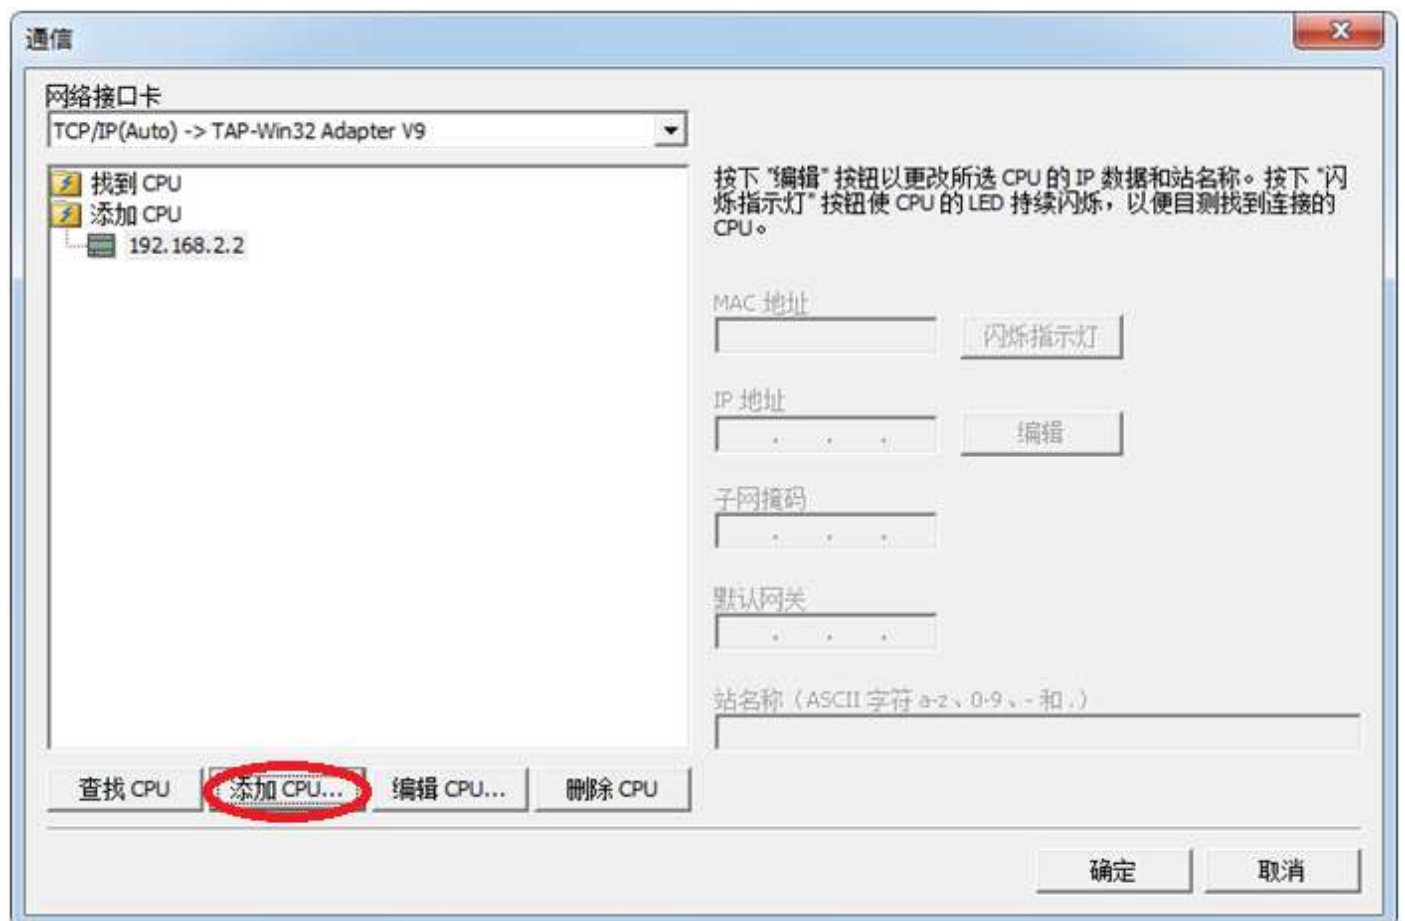 通信
网络接口卡
TCP/IP(Auto) -> TAP-Win32 Adapter V9
找到 CPU
添加 CPU
192.168.2.2
按下 "编辑" 按钮以更改所选 CPU 的 IP 数据和站名称。按下 "闪
烁指示灯" 按钮使 CPU 的 LED 持续闪烁，以便目测找到连接的
CPU。
MAC 地址
闪烁指示灯
IP 地址
编辑
子网掩码
默认网关
站名称（ASCII 字符 a-z、0-9、- 和 .）
查找 CPU
添加 CPU...
编辑 CPU...
删除 CPU
确定
取消